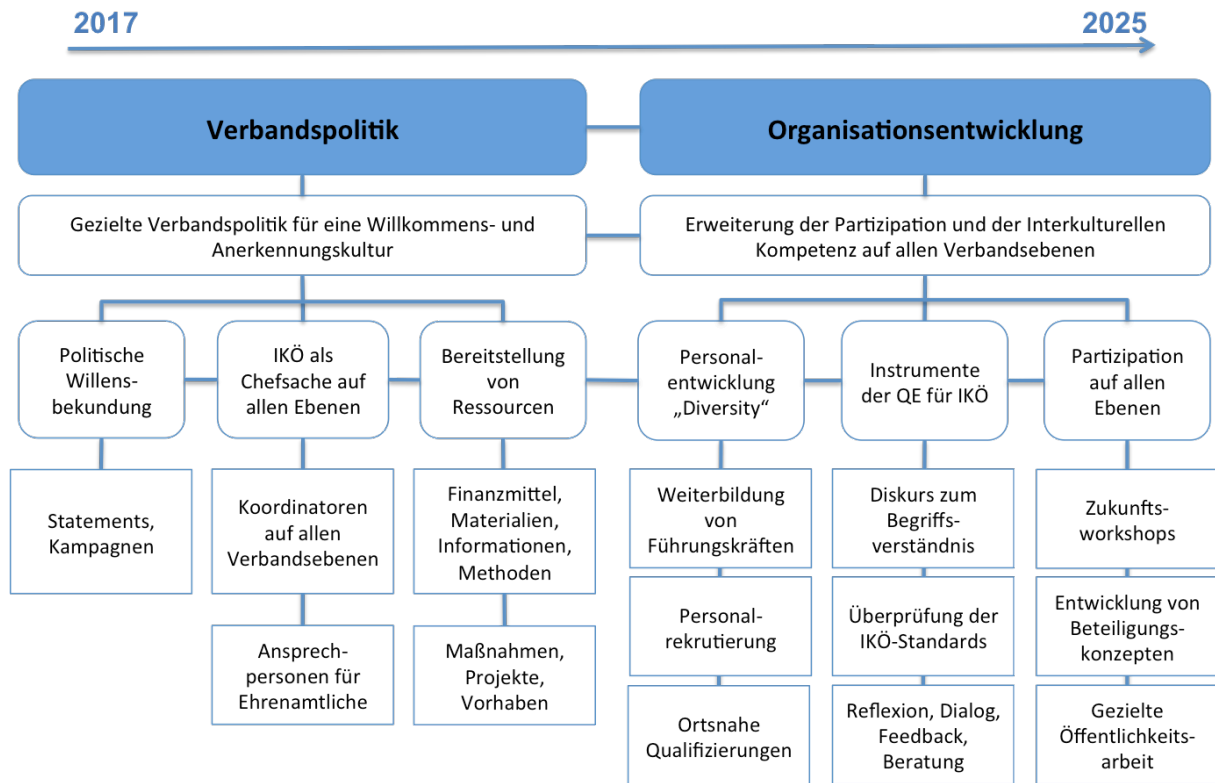 2017
2025
Verbandspolitik
Organisationsentwicklung
Gezielte Verbandspolitik für eine Willkommens- und
Anerkennungskultur
Erweiterung der Partizipation und der Interkulturellen
Kompetenz auf allen Verbandsebenen
Politische
Willens-
bekundung
IKÖ als
Chefsache auf
allen Ebenen
Bereitstellung
von
Ressourcen
Personal-
entwicklung
„Diversity“
Instrumente
der QE für IKÖ
Partizipation
auf allen
Ebenen
Statements,
Kampagnen
Koordinatoren
auf allen
Verbandsebenen
Finanzmittel,
Materialien,
Informationen,
Methoden
Weiterbildung
von
Führungskräften
Diskurs zum
Begriffs-
verständnis
Zukunfts-
workshops
Ansprech-
personen für
Ehrenamtliche
Maßnahmen,
Projekte,
Vorhaben
Personal-
rekrutierung
Überprüfung der
IKÖ-Standards
Entwicklung von
Beteiligungs-
konzepten
Ortsnahe
Qualifizierungen
Reflexion, Dialog,
Feedback,
Beratung
Gezielte
Öffentlichkeits-
arbeit